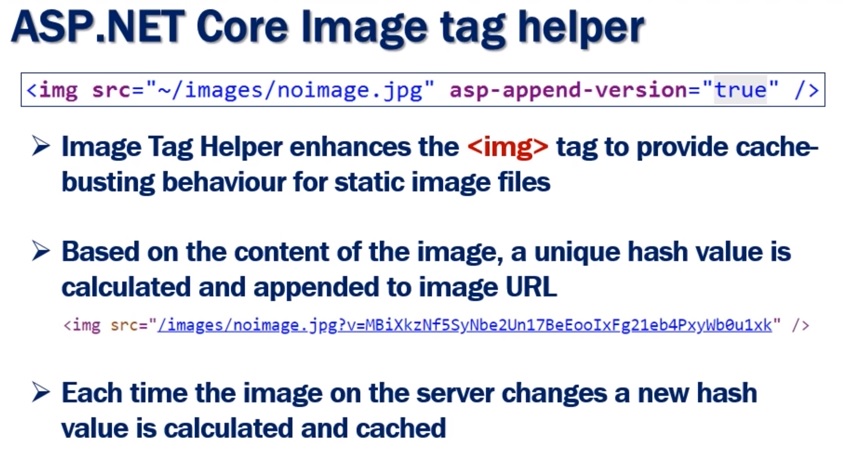 ASP.NET Core Image tag helper
<img src="~/images/noimage.jpg" asp-append-version="true" />
➤ Image Tag Helper enhances the <img> tag to provide cache-
busting behaviour for static image files
➤ Based on the content of the image, a unique hash value is
calculated and appended to image URL
<img src="/images/noimage.jpg?v=MBiXkzNf5SyNbe2Un17BeEooIxFg21eb4PxyWb0u1xk" />
➤ Each time the image on the server changes a new hash
value is calculated and cached